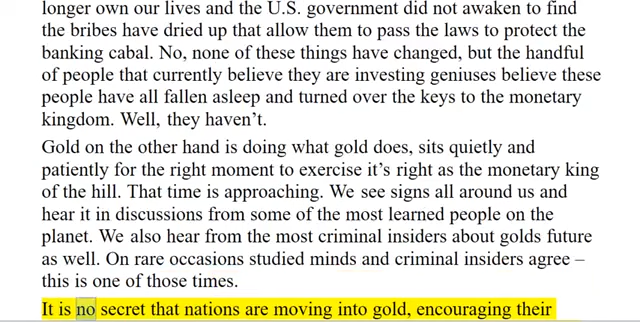 longer own our lives and the U.S. government did not awaken to find
the bribes have dried up that allow them to pass the laws to protect the
banking cabal. No, none of these things have changed, but the handful
of people that currently believe they are investing geniuses believe these
people have all fallen asleep and turned over the keys to the monetary
kingdom. Well, they haven’t.
Gold on the other hand is doing what gold does, sits quietly and
patiently for the right moment to exercise it’s right as the monetary king
of the hill. That time is approaching. We see signs all around us and
hear it in discussions from some of the most learned people on the
planet. We also hear from the most criminal insiders about golds future
as well. On rare occasions studied minds and criminal insiders agree –
this is one of those times.
It is no secret that nations are moving into gold, encouraging their